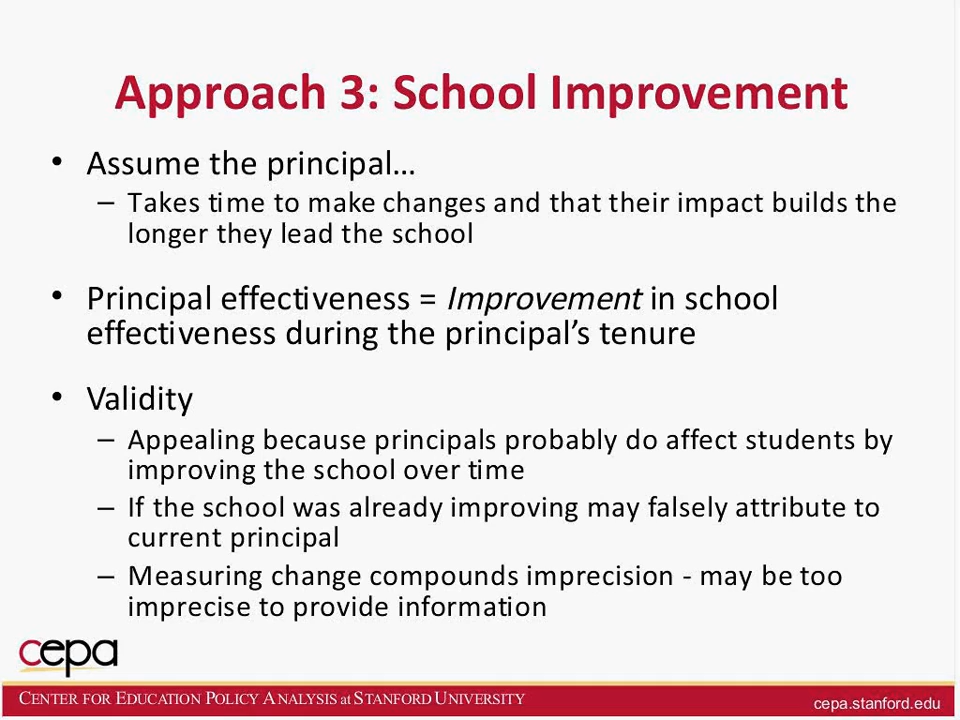 Approach 3: School Improvement
• Assume the principal…
– Takes time to make changes and that their impact builds the
longer they lead the school
• Principal effectiveness = Improvement in school
effectiveness during the principal’s tenure
• Validity
– Appealing because principals probably do affect students by
improving the school over time
– If the school was already improving may falsely attribute to
current principal
– Measuring change compounds imprecision - may be too
imprecise to provide information
cepa
CENTER FOR EDUCATION POLICY ANALYSIS at STANFORD UNIVERSITY
cepa.stanford.edu